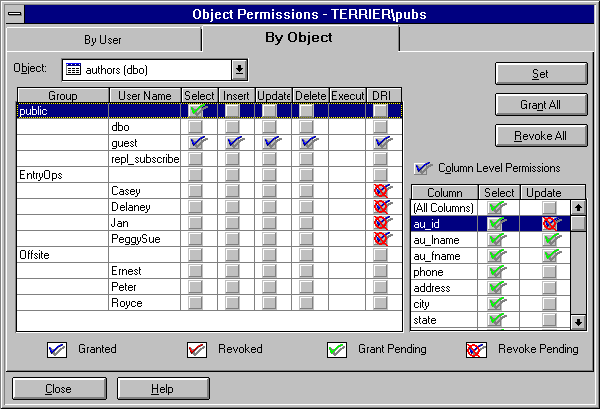 Object Permissions - TERRIER\pubs
By User
By Object
Object:
authors (dbo)
Set
Grant All
Revoke All
Group User Name Select Insert Update Delete Execut DRI
public
dbo
guest
repl_subscribe
EntryOps
Casey
Delaney
Jan
PeggySue
Offsite
Ernest
Peter
Royce
Column Level Permissions
Column Select Update
(All Columns)
au_id
au_lname
au_fname
phone
address
city
state
Granted Revoked Grant Pending Revoke Pending
Close Help